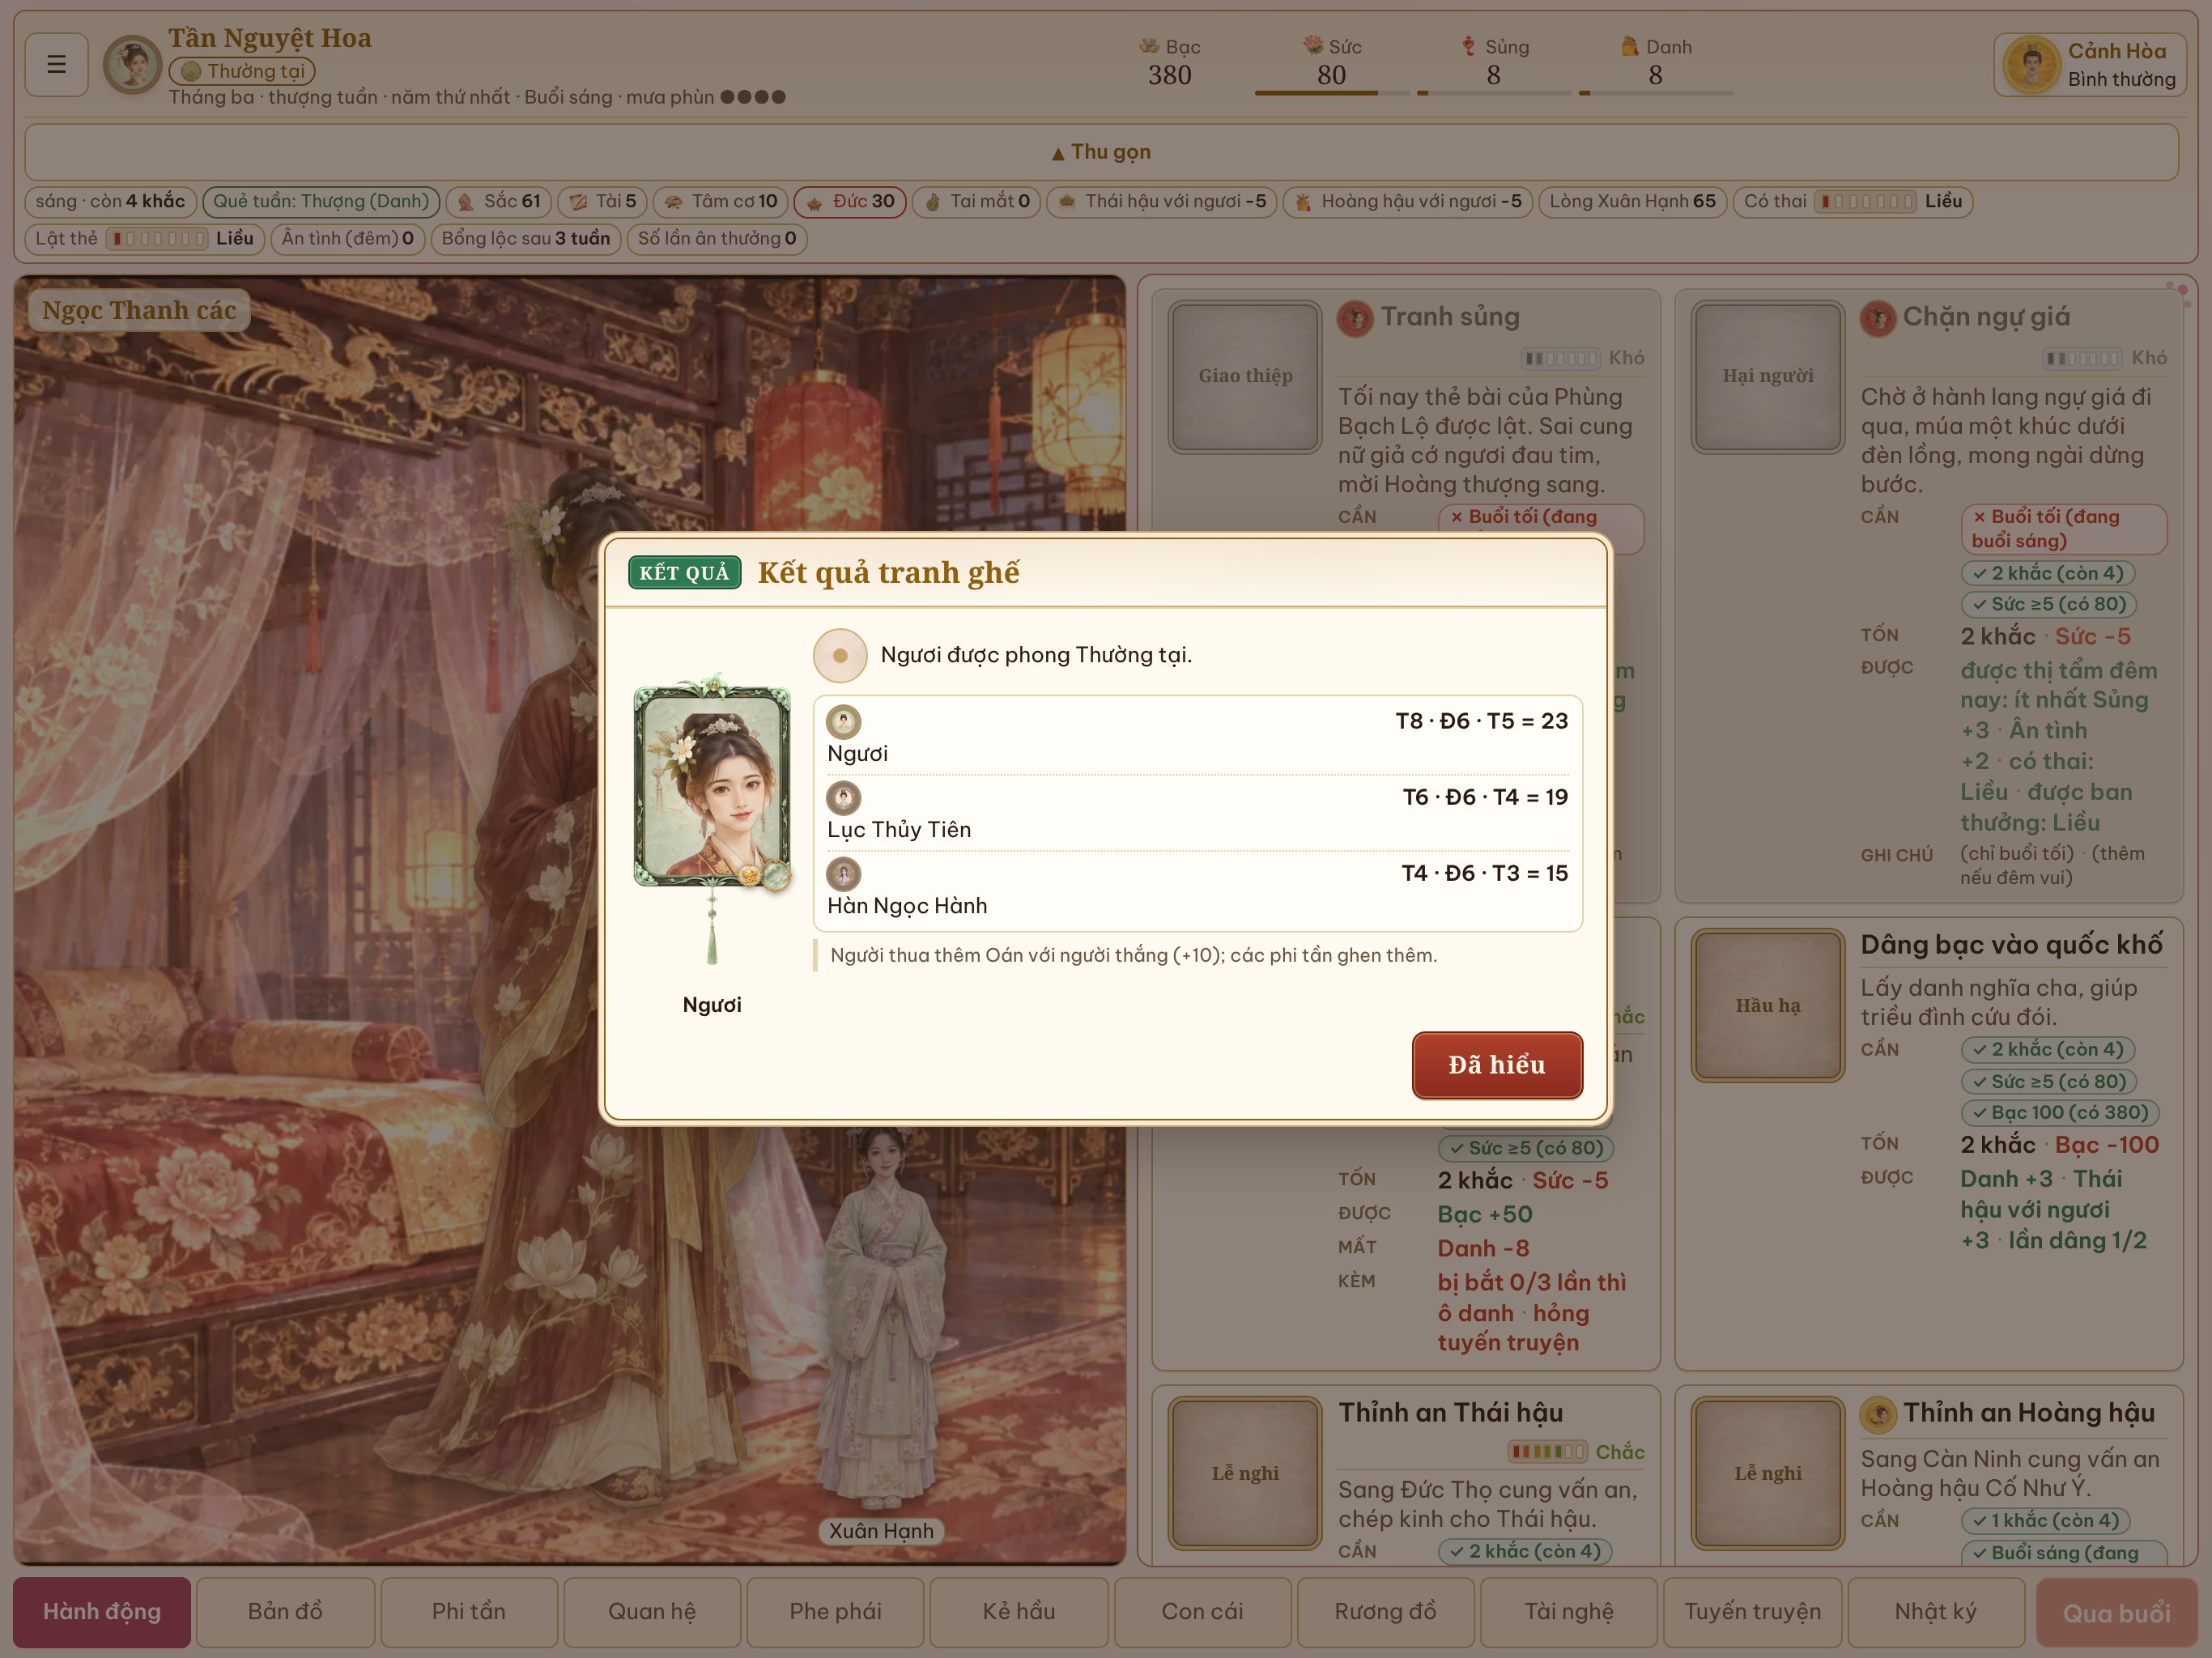 ☰
Tần Nguyệt Hoa
Thường tại
Tháng ba · thượng tuần · năm thứ nhất · Buổi sáng · mưa phùn ●●●●
Bạc
380
Sức
80
Sủng
8
Danh
8
Cảnh Hòa
Bình thường
▲ Thu gọn
sáng · còn 4 khắc
Quẻ tuần: Thượng (Danh)
Sắc 61
Tài 5
Tâm cơ 10
Đức 30
Tai mắt 0
Thái hậu với ngươi -5
Hoàng hậu với ngươi -5
Lòng Xuân Hạnh 65
Có thai Liều
Lật thẻ Liều
Ân tình (đêm) 0
Bổng lộc sau 3 tuần
Số lần ân thưởng 0
Ngọc Thanh các
Xuân Hạnh
Giao thiệp
Tranh sủng
Khó
Tối nay thẻ bài của Phùng
Bạch Lộ được lật. Sai cung
nữ giả cớ ngươi đau tim,
mời Hoàng thượng sang.
CẦN
× Buổi tối (đang
Hại người
Chặn ngự giá
Khó
Chờ ở hành lang ngự giá đi
qua, múa một khúc dưới
đèn lồng, mong ngài dừng
bước.
CẦN
× Buổi tối (đang
buổi sáng)
✓ 2 khắc (còn 4)
✓ Sức ≥5 (có 80)
TỐN
2 khắc · Sức -5
ĐƯỢC
được thị tẩm đêm
nay: ít nhất Sủng
+3 · Ân tình
+2 · có thai:
Liều · được ban
thưởng: Liều
GHI CHÚ
(chỉ buổi tối) · (thêm
nếu đêm vui)
KẾT QUẢ
Kết quả tranh ghế
Ngươi được phong Thường tại.
Ngươi
T8 · Đ6 · T5 = 23
Lục Thủy Tiên
T6 · Đ6 · T4 = 19
Hàn Ngọc Hành
T4 · Đ6 · T3 = 15
Người thua thêm Oán với người thắng (+10); các phi tần ghen thêm.
Ngươi
Đã hiểu
✓ Sức ≥5 (có 80)
TỐN
2 khắc · Sức -5
ĐƯỢC
Bạc +50
MẤT
Danh -8
KÈM
bị bắt 0/3 lần thì
ô danh · hỏng
tuyến truyện
Hầu hạ
Dâng bạc vào quốc khố
Lấy danh nghĩa cha, giúp
triều đình cứu đói.
CẦN
✓ 2 khắc (còn 4)
✓ Sức ≥5 (có 80)
✓ Bạc 100 (có 380)
TỐN
2 khắc · Bạc -100
ĐƯỢC
Danh +3 · Thái
hậu với ngươi
+3 · lần dâng 1/2
Lễ nghi
Thỉnh an Thái hậu
Chắc
Sang Đức Thọ cung vấn an,
chép kinh cho Thái hậu.
CẦN
✓ 2 khắc (còn 4)
Lễ nghi
Thỉnh an Hoàng hậu
Sang Càn Ninh cung vấn an
Hoàng hậu Cố Như Ý.
CẦN
✓ 1 khắc (còn 4)
✓ Buổi sáng (đang
Hành động
Bản đồ
Phi tần
Quan hệ
Phe phái
Kẻ hầu
Con cái
Rương đồ
Tài nghệ
Tuyến truyện
Nhật ký
Qua buổi